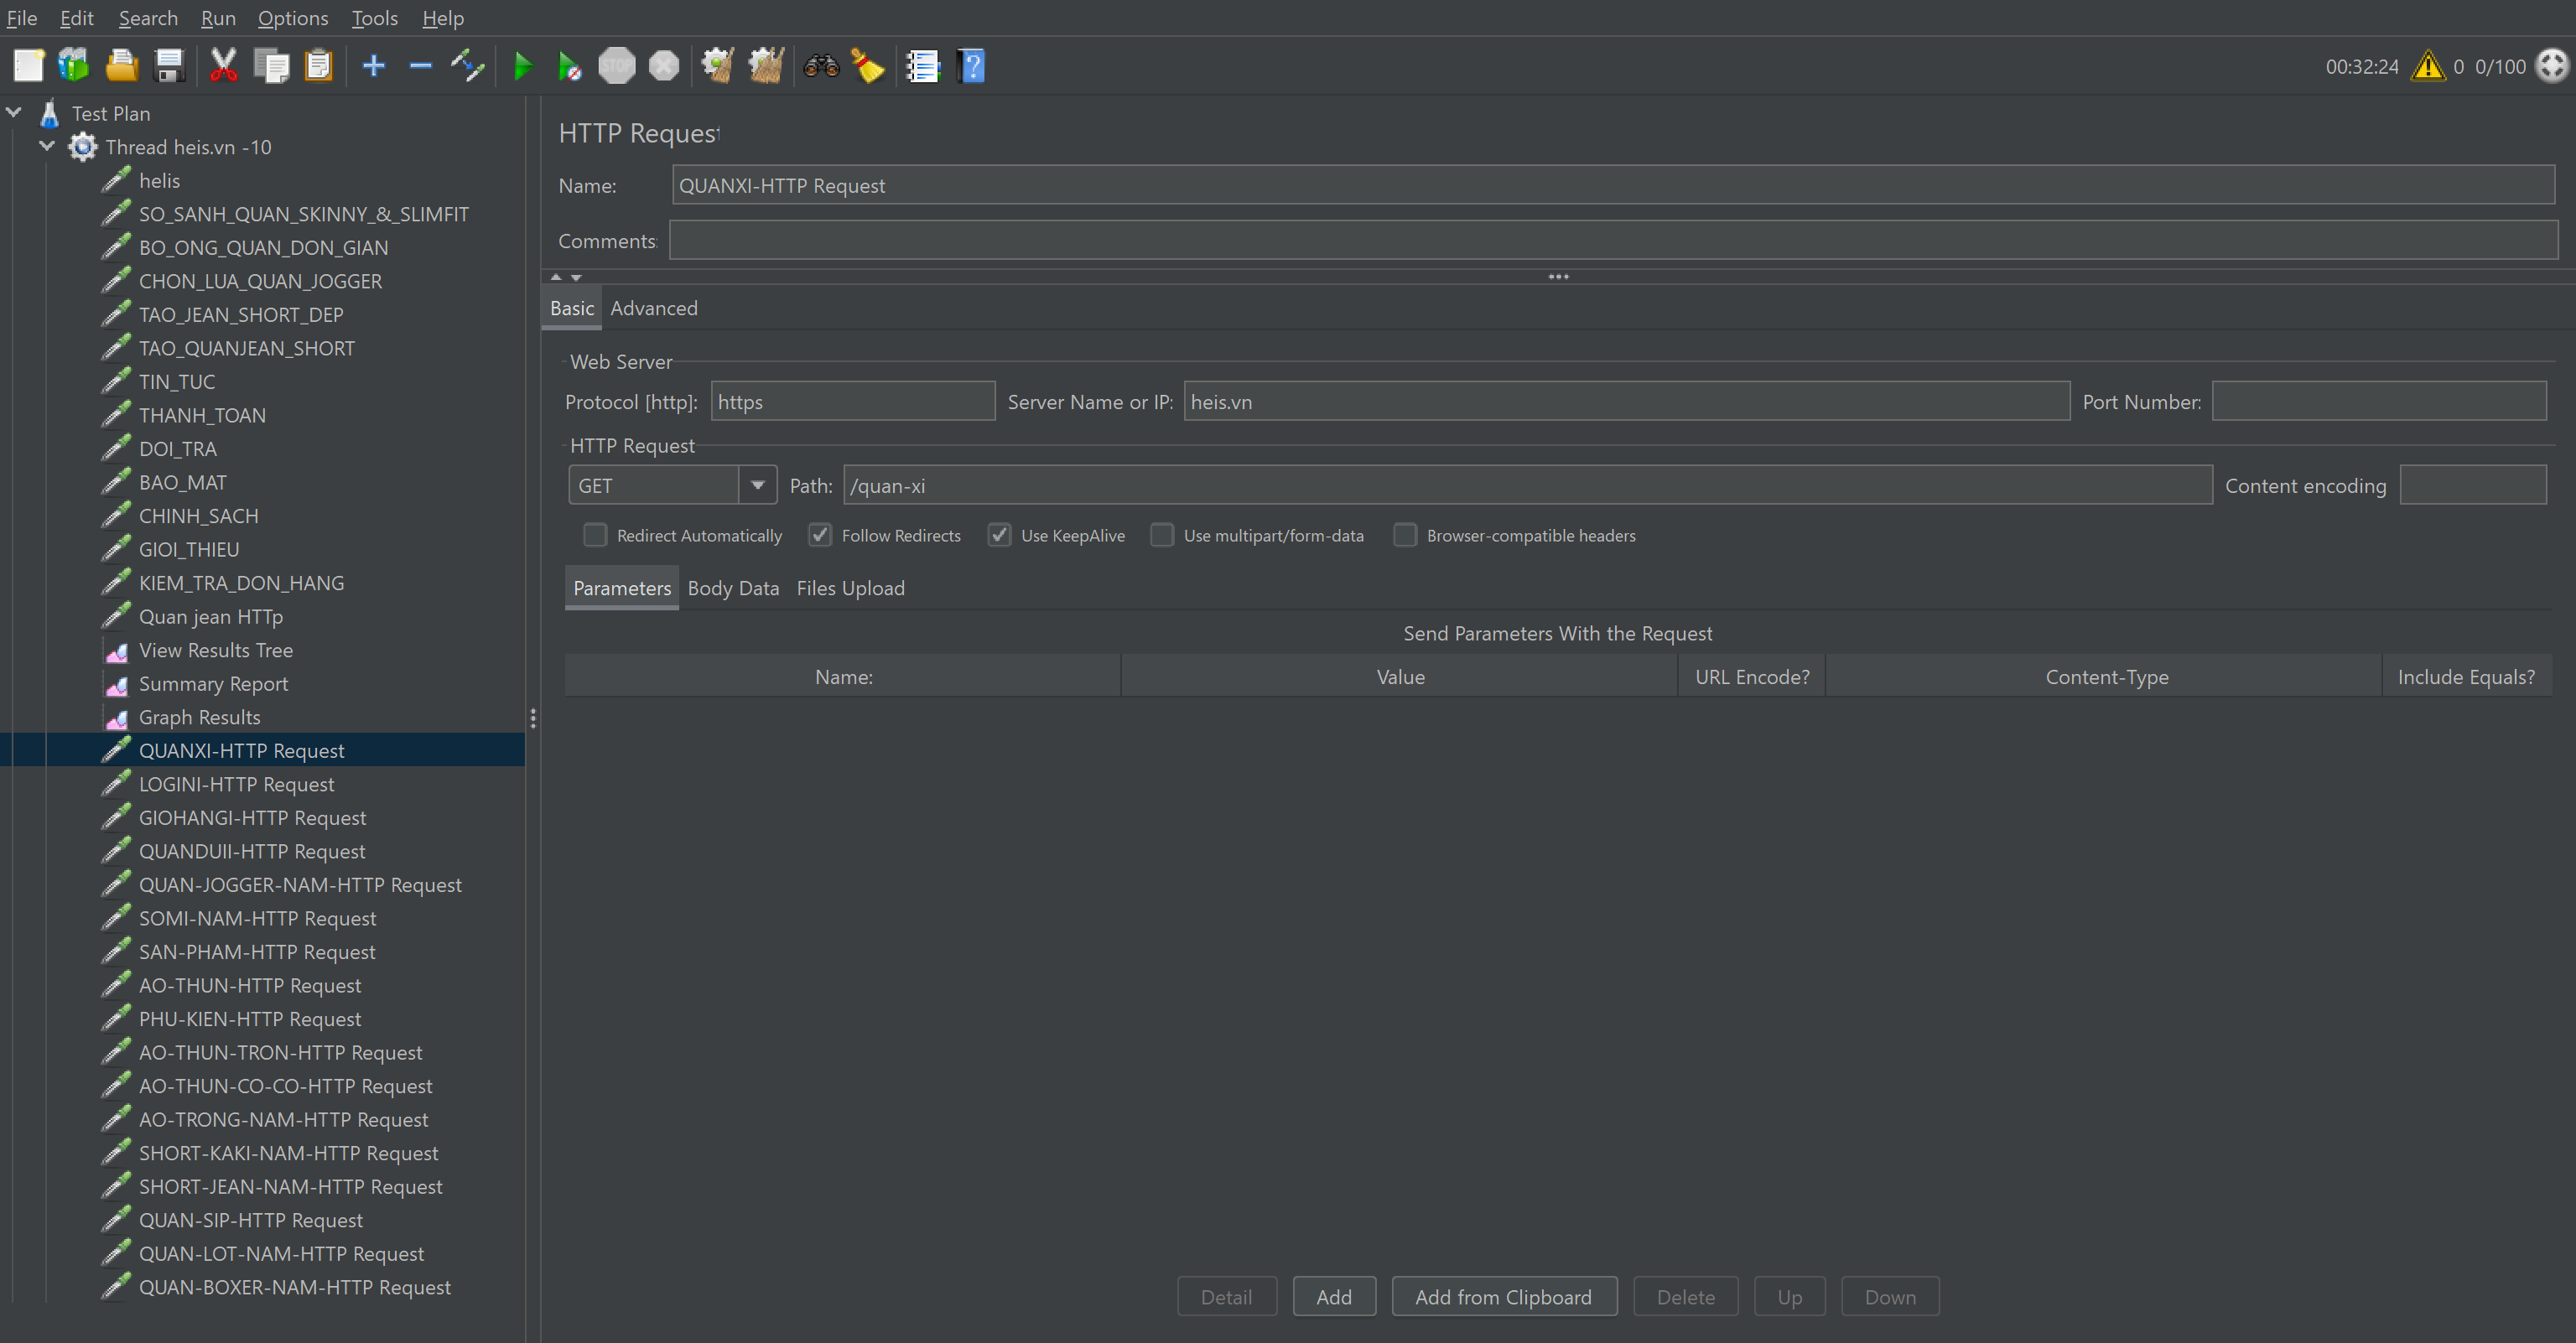 File Edit Search Run Options Tools Help
STOP 00:32:24 0 0/100
Test Plan
Thread heis.vn -10
helis
SO_SANH_QUAN_SKINNY_&_SLIMFIT
BO_ONG_QUAN_DON_GIAN
CHON_LUA_QUAN_JOGGER
TAO_JEAN_SHORT_DEP
TAO_QUANJEAN_SHORT
TIN_TUC
THANH_TOAN
DOI_TRA
BAO_MAT
CHINH_SACH
GIOI_THIEU
KIEM_TRA_DON_HANG
Quan jean HTTp
View Results Tree
Summary Report
Graph Results
QUANXI-HTTP Request
LOGINI-HTTP Request
GIOHANGI-HTTP Request
QUANDUII-HTTP Request
QUAN-JOGGER-NAM-HTTP Request
SOMI-NAM-HTTP Request
SAN-PHAM-HTTP Request
AO-THUN-HTTP Request
PHU-KIEN-HTTP Request
AO-THUN-TRON-HTTP Request
AO-THUN-CO-CO-HTTP Request
AO-TRONG-NAM-HTTP Request
SHORT-KAKI-NAM-HTTP Request
SHORT-JEAN-NAM-HTTP Request
QUAN-SIP-HTTP Request
QUAN-LOT-NAM-HTTP Request
QUAN-BOXER-NAM-HTTP Request
HTTP Request
Name: QUANXI-HTTP Request
Comments:
Basic Advanced
Web Server
Protocol [http]: https Server Name or IP: heis.vn Port Number:
HTTP Request
GET Path: /quan-xi Content encoding
Redirect Automatically Follow Redirects Use KeepAlive Use multipart/form-data Browser-compatible headers
Parameters Body Data Files Upload
Send Parameters With the Request
Name: Value URL Encode? Content-Type Include Equals?
Detail Add Add from Clipboard Delete Up Down